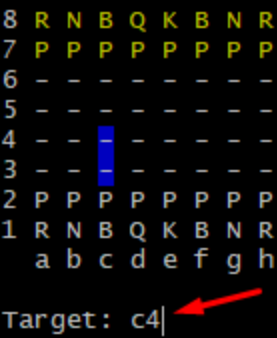 8 R N B Q K B N R
7 P P P P P P P P
6 - - - - - - - -
5 - - - - - - - -
4 - - - - - - - -
3 - - - - - - - -
2 P P P P P P P P
1 R N B Q K B N R
a b c d e f g h
Target: c4